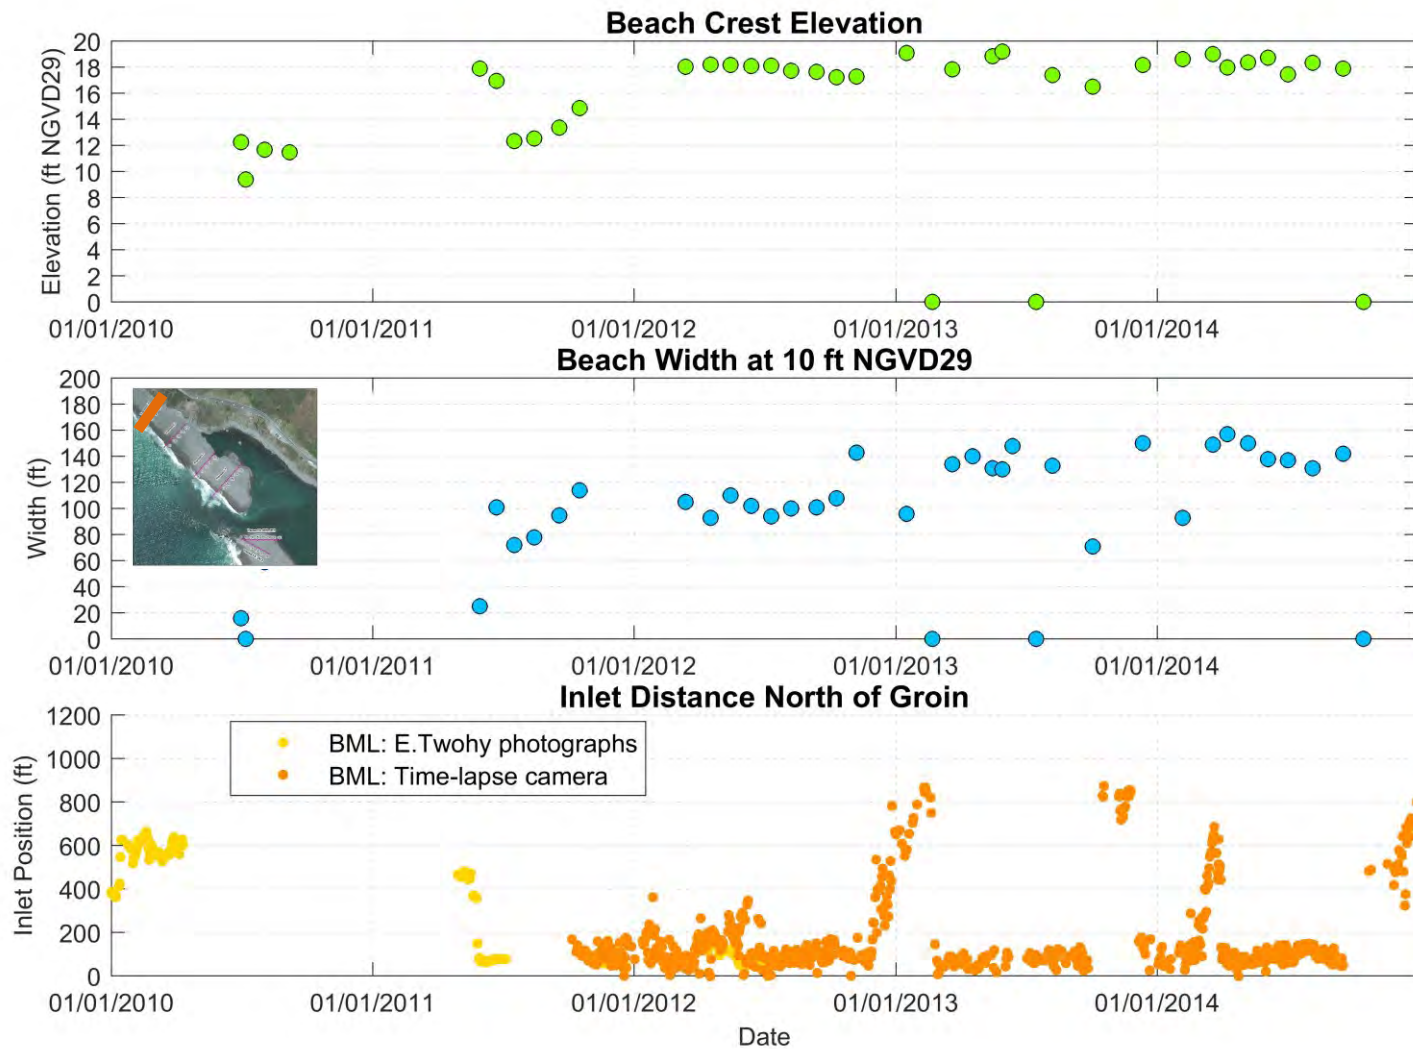 Beach Crest Elevation
Elevation (ft NGVD29)
20
18
16
14
12
10
8
6
4
2
0
01/01/2010 01/01/2011 01/01/2012 01/01/2013 01/01/2014
Beach Width at 10 ft NGVD29
Width (ft)
200
180
160
140
120
100
80
60
40
20
0
01/01/2010 01/01/2011 01/01/2012 01/01/2013 01/01/2014
Inlet Distance North of Groin
Inlet Position (ft)
1200
1000
800
600
400
200
0
BML: E.Twohy photographs
BML: Time-lapse camera
01/01/2010 01/01/2011 01/01/2012 01/01/2013 01/01/2014
Date